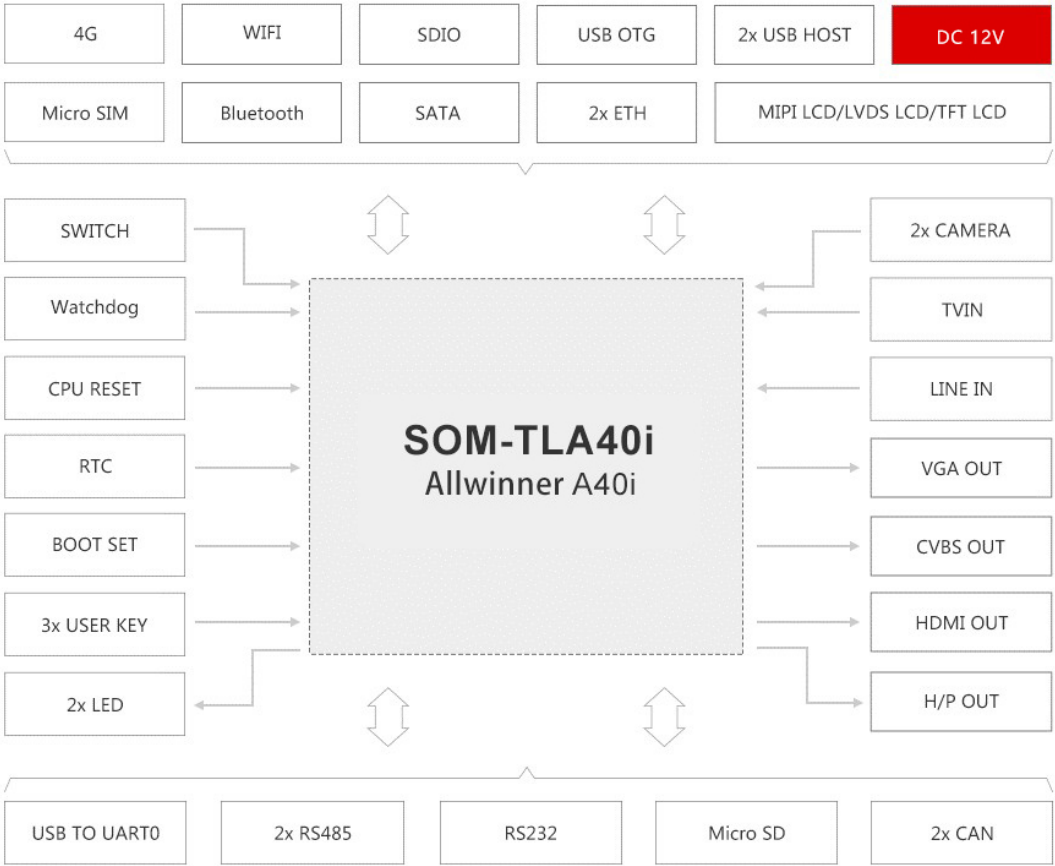 4G
WIFI
SDIO
USB OTG
2x USB HOST
DC 12V
Micro SIM
Bluetooth
SATA
2x ETH
MIPI LCD/LVDS LCD/TFT LCD
SWITCH
Watchdog
CPU RESET
RTC
BOOT SET
3x USER KEY
2x LED
SOM-TLA40i
Allwinner A40i
2x CAMERA
TVIN
LINE IN
VGA OUT
CVBS OUT
HDMI OUT
H/P OUT
USB TO UART0
2x RS485
RS232
Micro SD
2x CAN